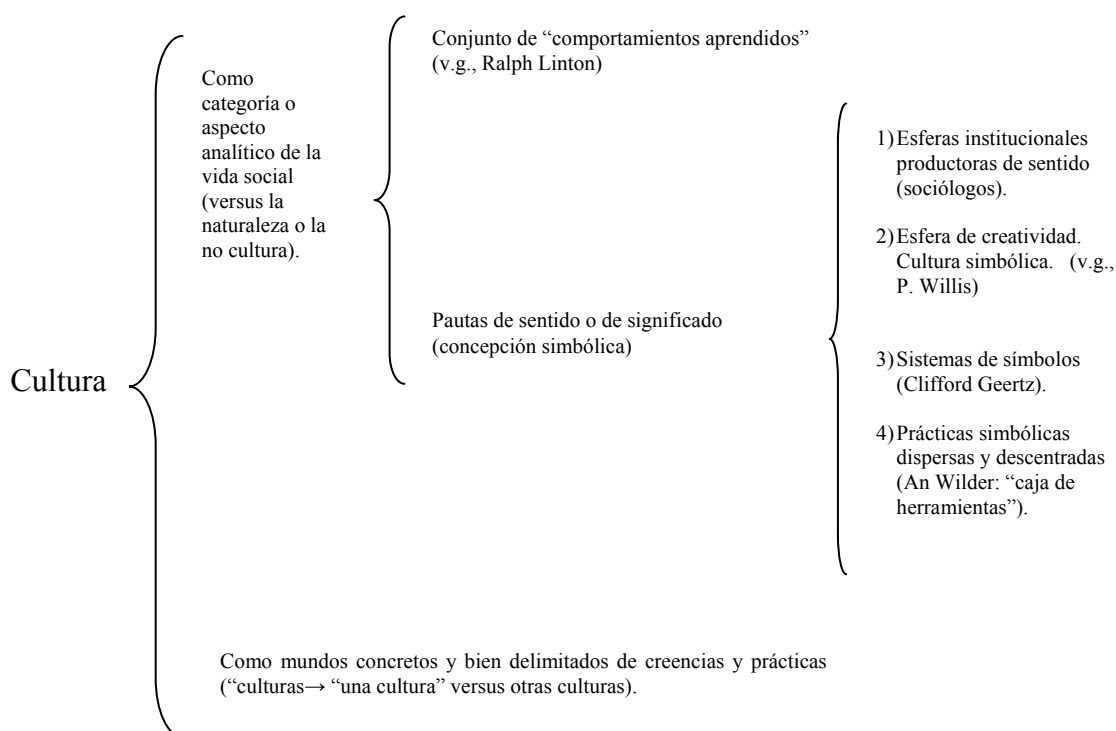 Cultura
Como
categoría o
aspecto
analítico de la
vida social
(versus la
naturaleza o la
no cultura).
Conjunto de “comportamientos aprendidos”
(v.g., Ralph Linton)
Pautas de sentido o de significado
(concepción simbólica)
1) Esferas institucionales
productoras de sentido
(sociólogos).
2) Esfera de creatividad.
Cultura simbólica. (v.g.,
P. Willis)
3) Sistemas de símbolos
(Clifford Geertz).
4) Prácticas simbólicas
dispersas y descentradas
(An Wilder: “caja de
herramientas”).
Como mundos concretos y bien delimitados de creencias y prácticas
(“culturas→ “una cultura” versus otras culturas).